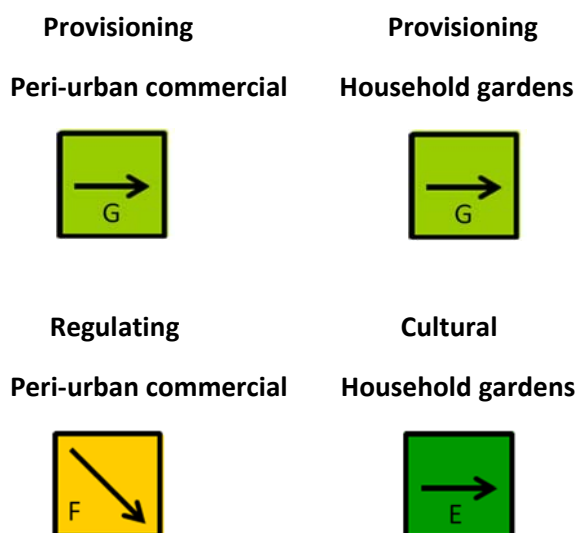 Provisioning Provisioning
Peri-urban commercial Household gardens
G G
Regulating Cultural
Peri-urban commercial Household gardens
F E